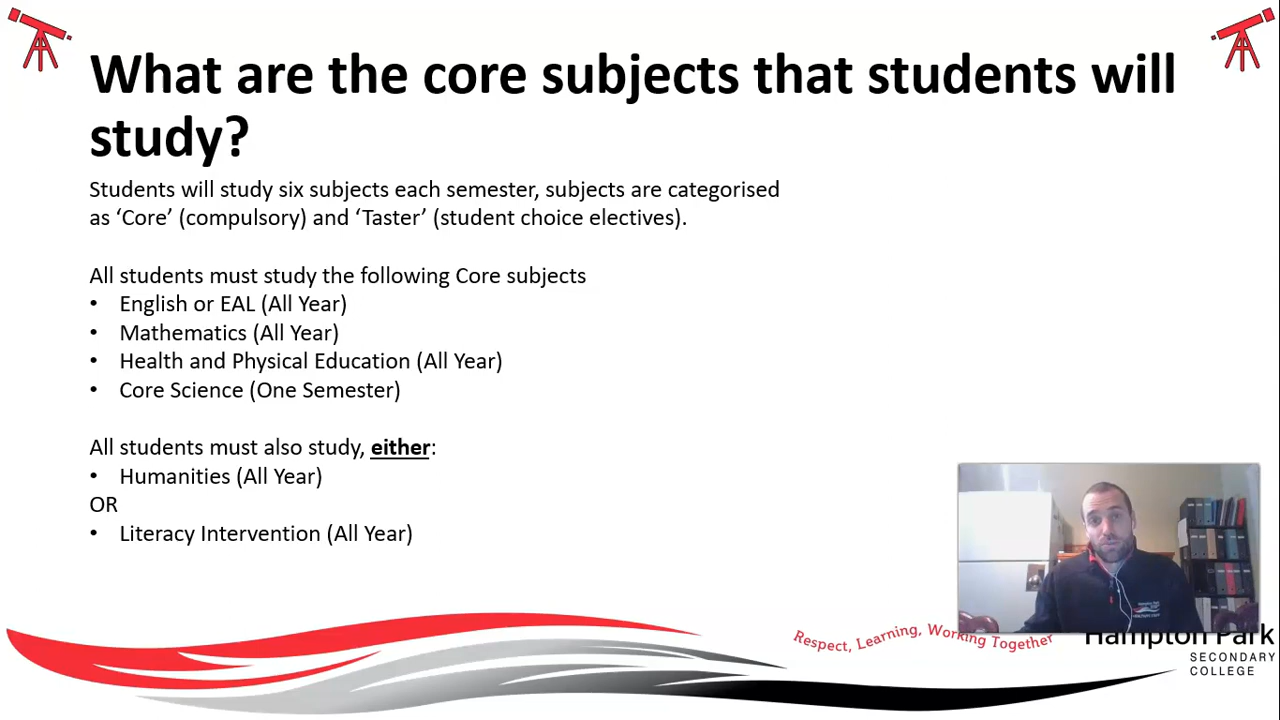 What are the core subjects that students will
study?
Students will study six subjects each semester, subjects are categorised
as ‘Core’ (compulsory) and ‘Taster’ (student choice electives).
All students must study the following Core subjects
• English or EAL (All Year)
• Mathematics (All Year)
• Health and Physical Education (All Year)
• Core Science (One Semester)
All students must also study, either:
• Humanities (All Year)
OR
• Literacy Intervention (All Year)
Respect, Learning, Working Together
Hampton Park
SECONDARY
COLLEGE